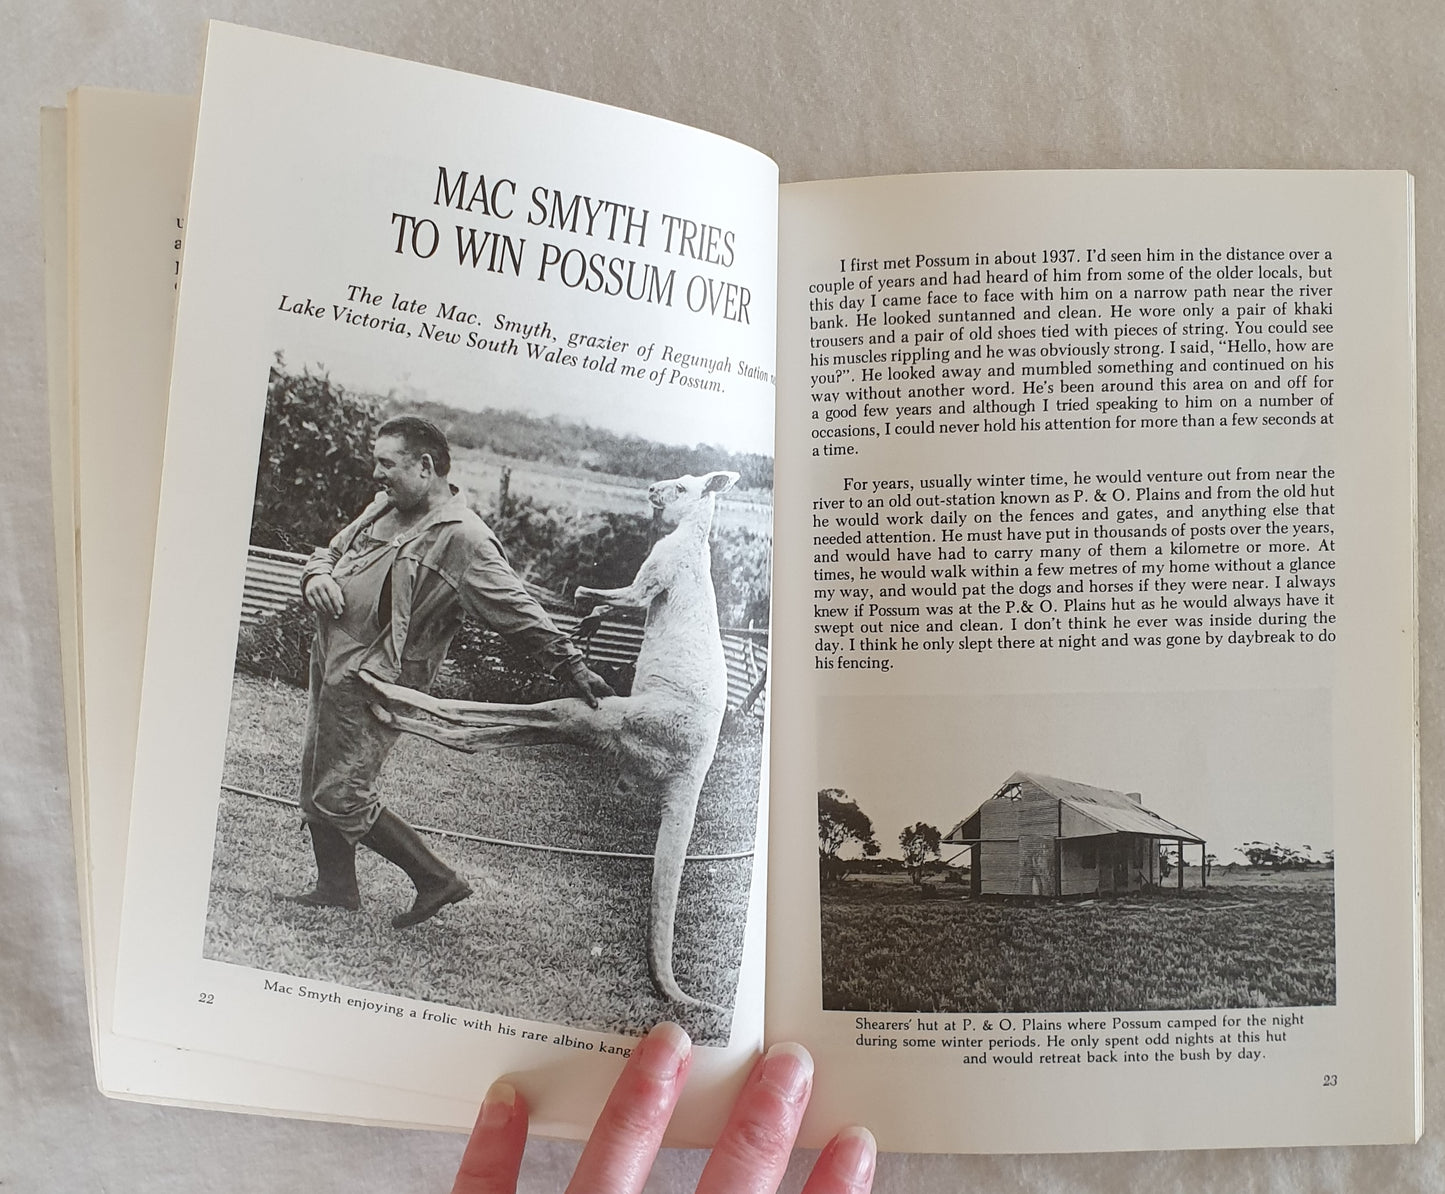 MAC SMYTH TRIES
TO WIN POSSUM OVER
The late Mac. Smyth, grazier of Regunyah Station
Lake Victoria, New South Wales told me of Possum.
Mac Smyth enjoying a frolic with his rare albino
22
I first met Possum in about 1937. I'd seen him in the distance over a
couple of years and had heard of him from some of the older locals, but
this day I came face to face with him on a narrow path near the river
bank. He looked suntanned and clean. He wore only a pair of khaki
trousers and a pair of old shoes tied with pieces of string. You could see
his muscles rippling and he was obviously strong. I said, "Hello, how are
you?". He looked away and mumbled something and continued on his
way without another word. He's been around this area on and off for
a good few years and although I tried speaking to him on a number of
occasions, I could never hold his attention for more than a few seconds at
a time.
For years, usually winter time, he would venture out from near the
river to an old out-station known as P. & O. Plains and from the old hut
he would work daily on the fences and gates, and anything else that
needed attention. He must have put in thousands of posts over the years,
and would have had to carry many of them a kilometre or more. At
times, he would walk within a few metres of my home without a glance
my way, and would pat the dogs and horses if they were near. I always
knew if Possum was at the P.& O. Plains hut as he would always have it
swept out nice and clean. I don't think he ever was inside during the
day. I think he only slept there at night and was gone by daybreak to do
his fencing.
Shearers' hut at P. & O. Plains where Possum camped for the night
during some winter periods. He only spent odd nights at this hut
and would retreat back into the bush by day.
23